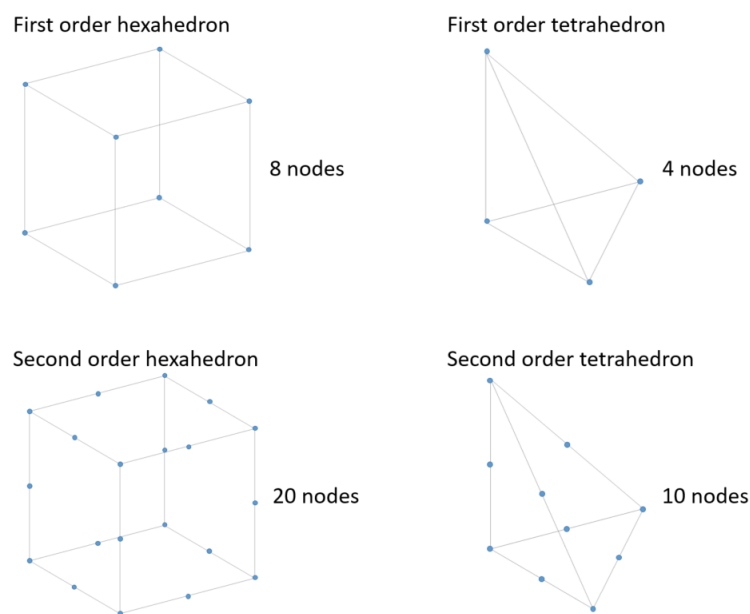 First order hexahedron
First order tetrahedron
8 nodes
4 nodes
Second order hexahedron
Second order tetrahedron
20 nodes
10 nodes